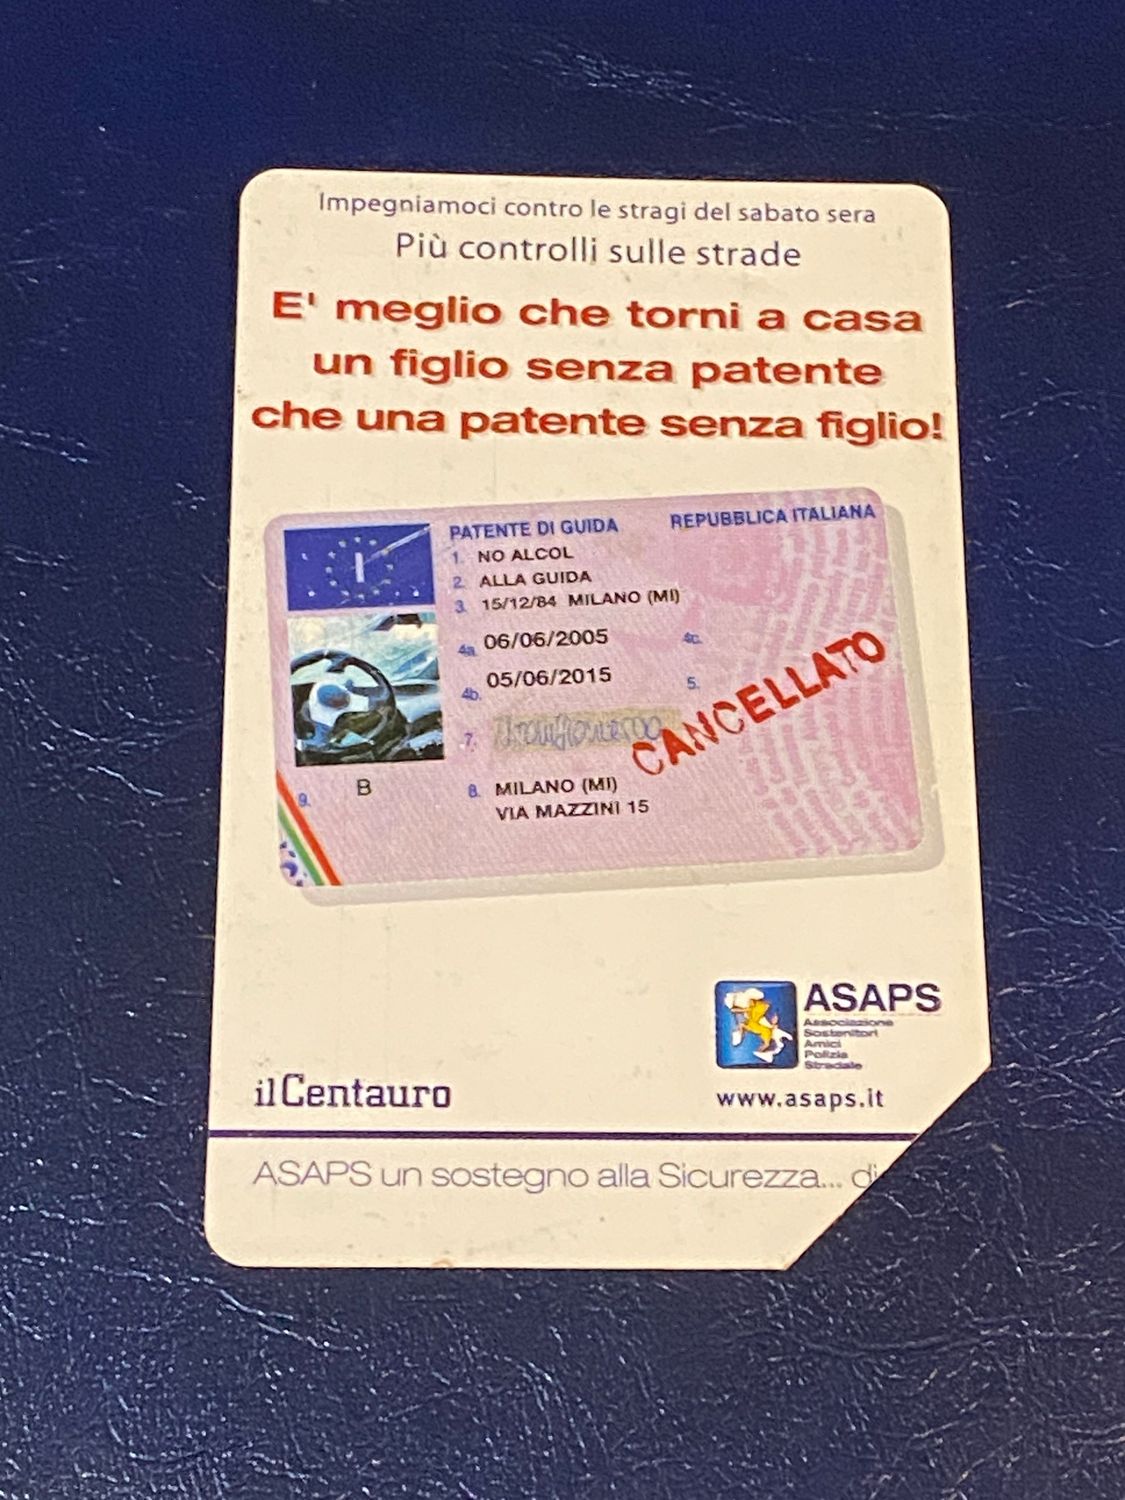 Impegniamoci contro le stragi del sabato sera
Più controlli sulle strade
E' meglio che torni a casa
un figlio senza patente
che una patente senza figlio!
PATENTE DI GUIDA REPUBBLICA ITALIANA
I
1. NO ALCOL
2. ALLA GUIDA
3. 15/12/84 MILANO (MI)
4a. 06/06/2005 4c.
4b. 05/06/2015 5.
7.
CANCELLATO
9. B
8. MILANO (MI)
VIA MAZZINI 15
ASAPS
Associazione
Sostenitori
Amici
Polizia
Stradale
www.asaps.it
ilCentauro
ASAPS un sostegno alla Sicurezza... di